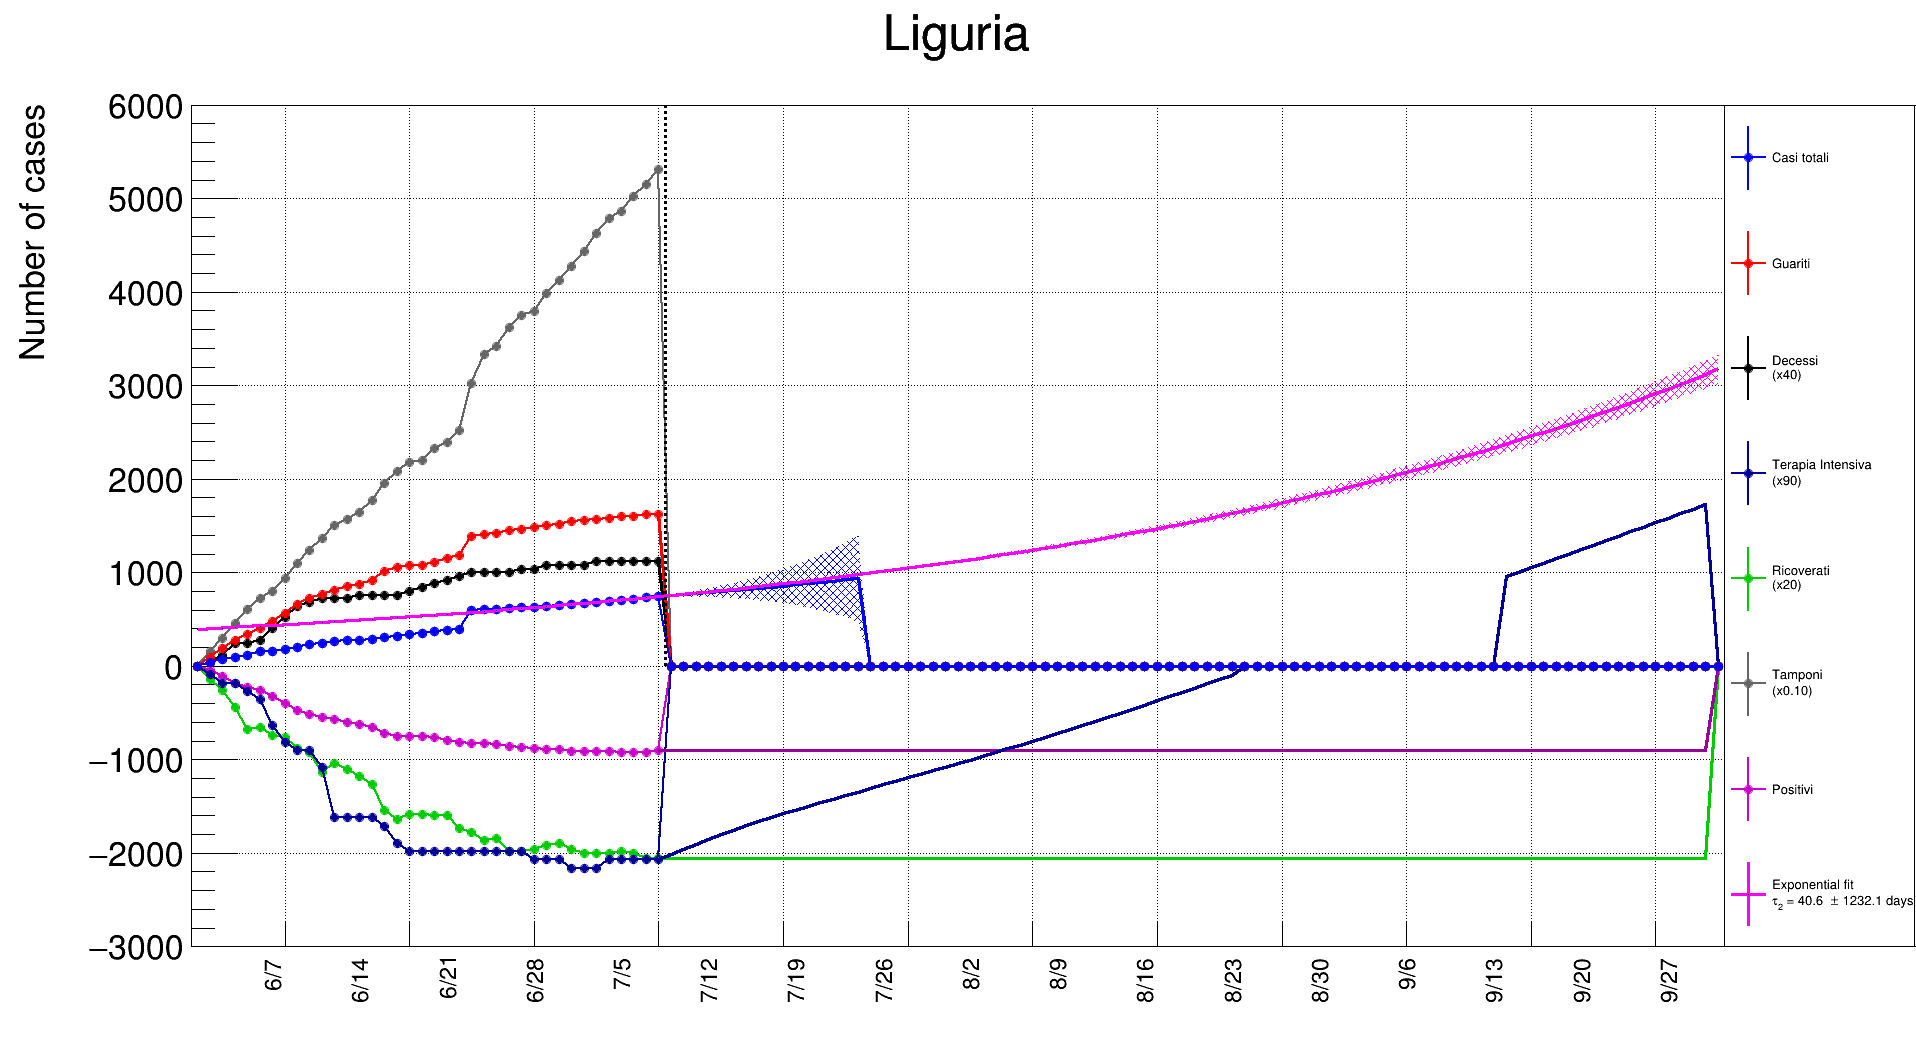 Liguria
Number of cases
6000
5000
4000
3000
2000
1000
0
−1000
−2000
−3000
6/7
6/14
6/21
6/28
7/5
7/12
7/19
7/26
8/2
8/9
8/16
8/23
8/30
9/6
9/13
9/20
9/27
Casi totali
Guariti
Decessi
(x40)
Terapia Intensiva
(x90)
Ricoverati
(x20)
Tamponi
(x0.10)
Positivi
Exponential fit
τ2 = 40.6 ± 1232.1 days